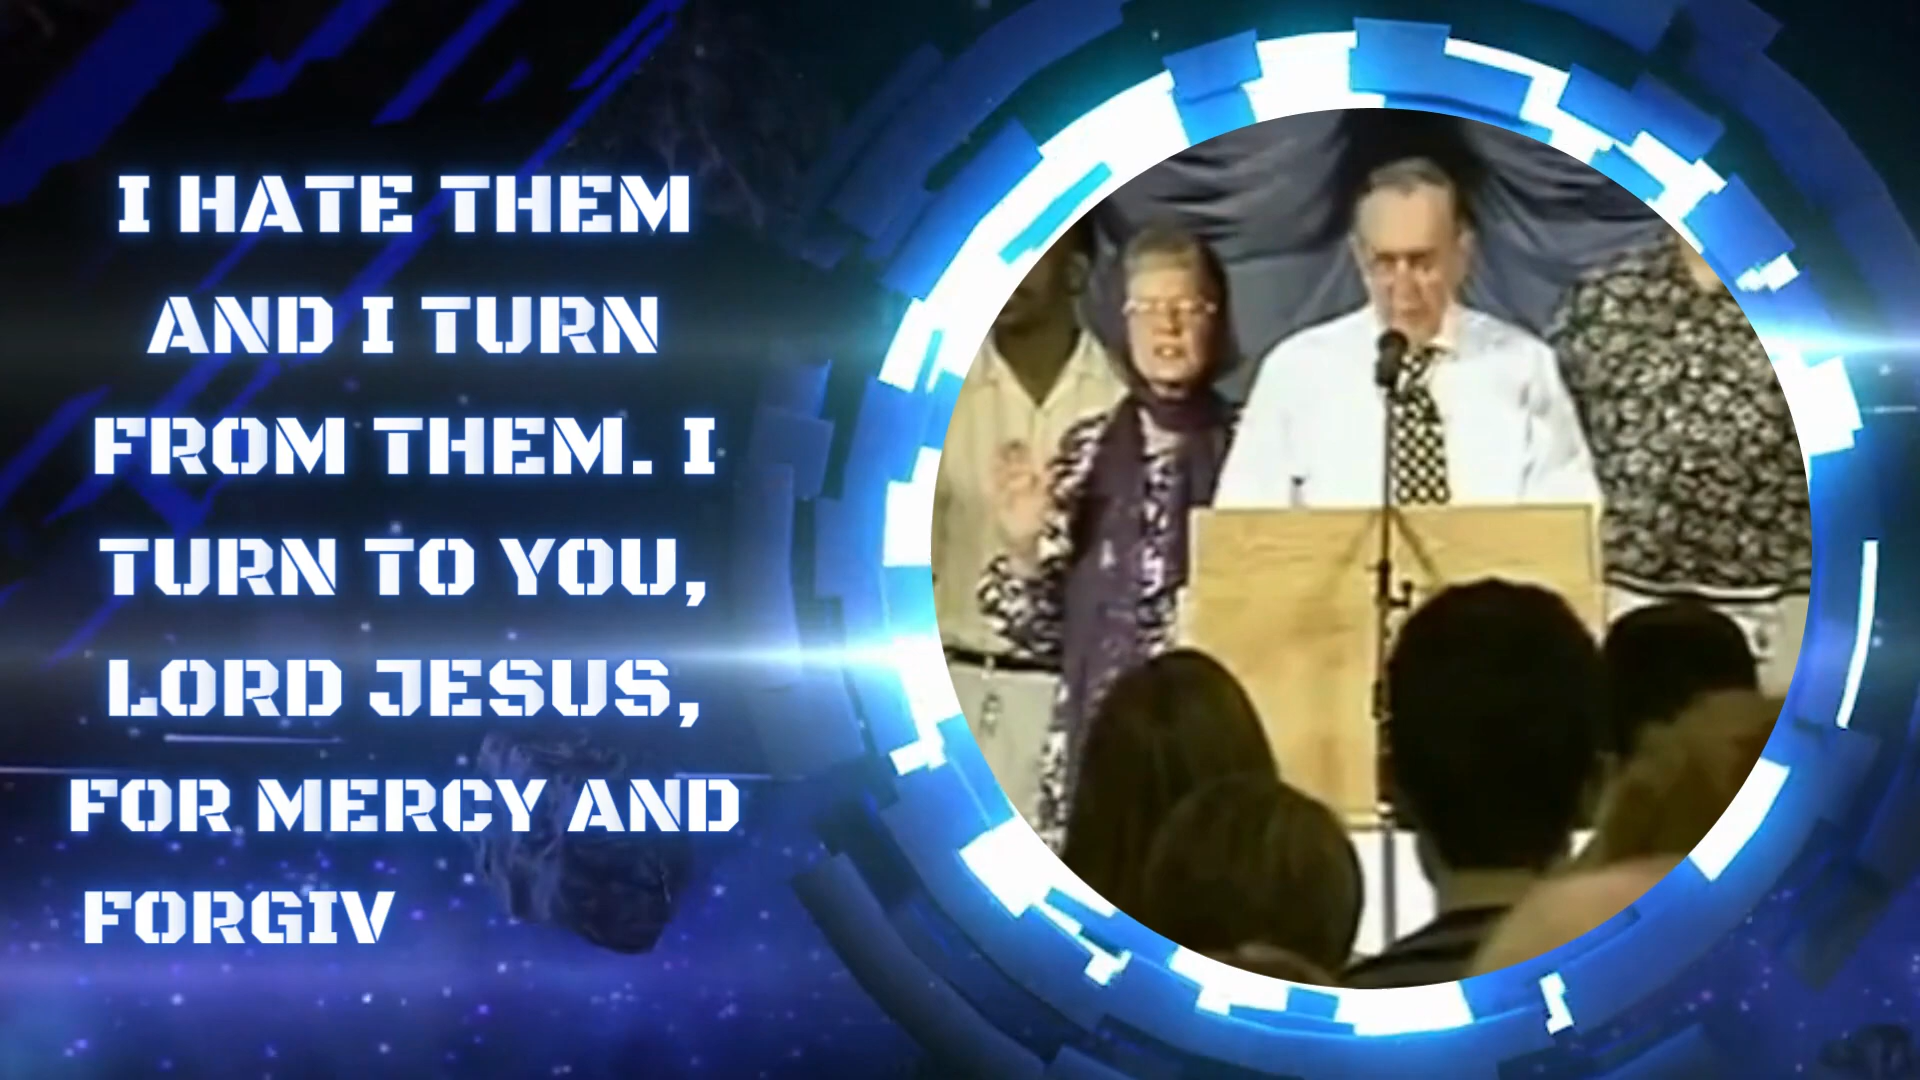 I HATE THEM
AND I TURN
FROM THEM. I
TURN TO YOU,
LORD JESUS,
FOR MERCY AND
FORGIV